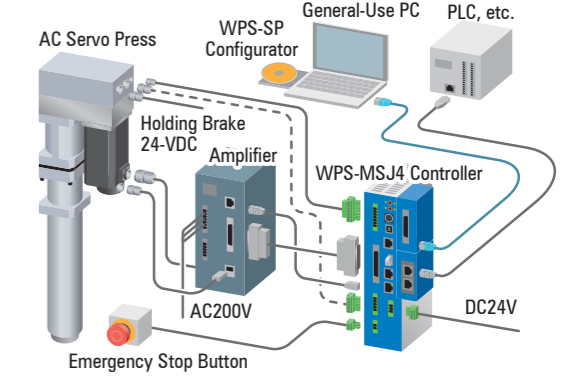 General-Use PC
PLC, etc.
WPS-SP
Configurator
AC Servo Press
Holding Brake
24-VDC
Amplifier
WPS-MSJ4 Controller
AC200V
DC24V
Emergency Stop Button